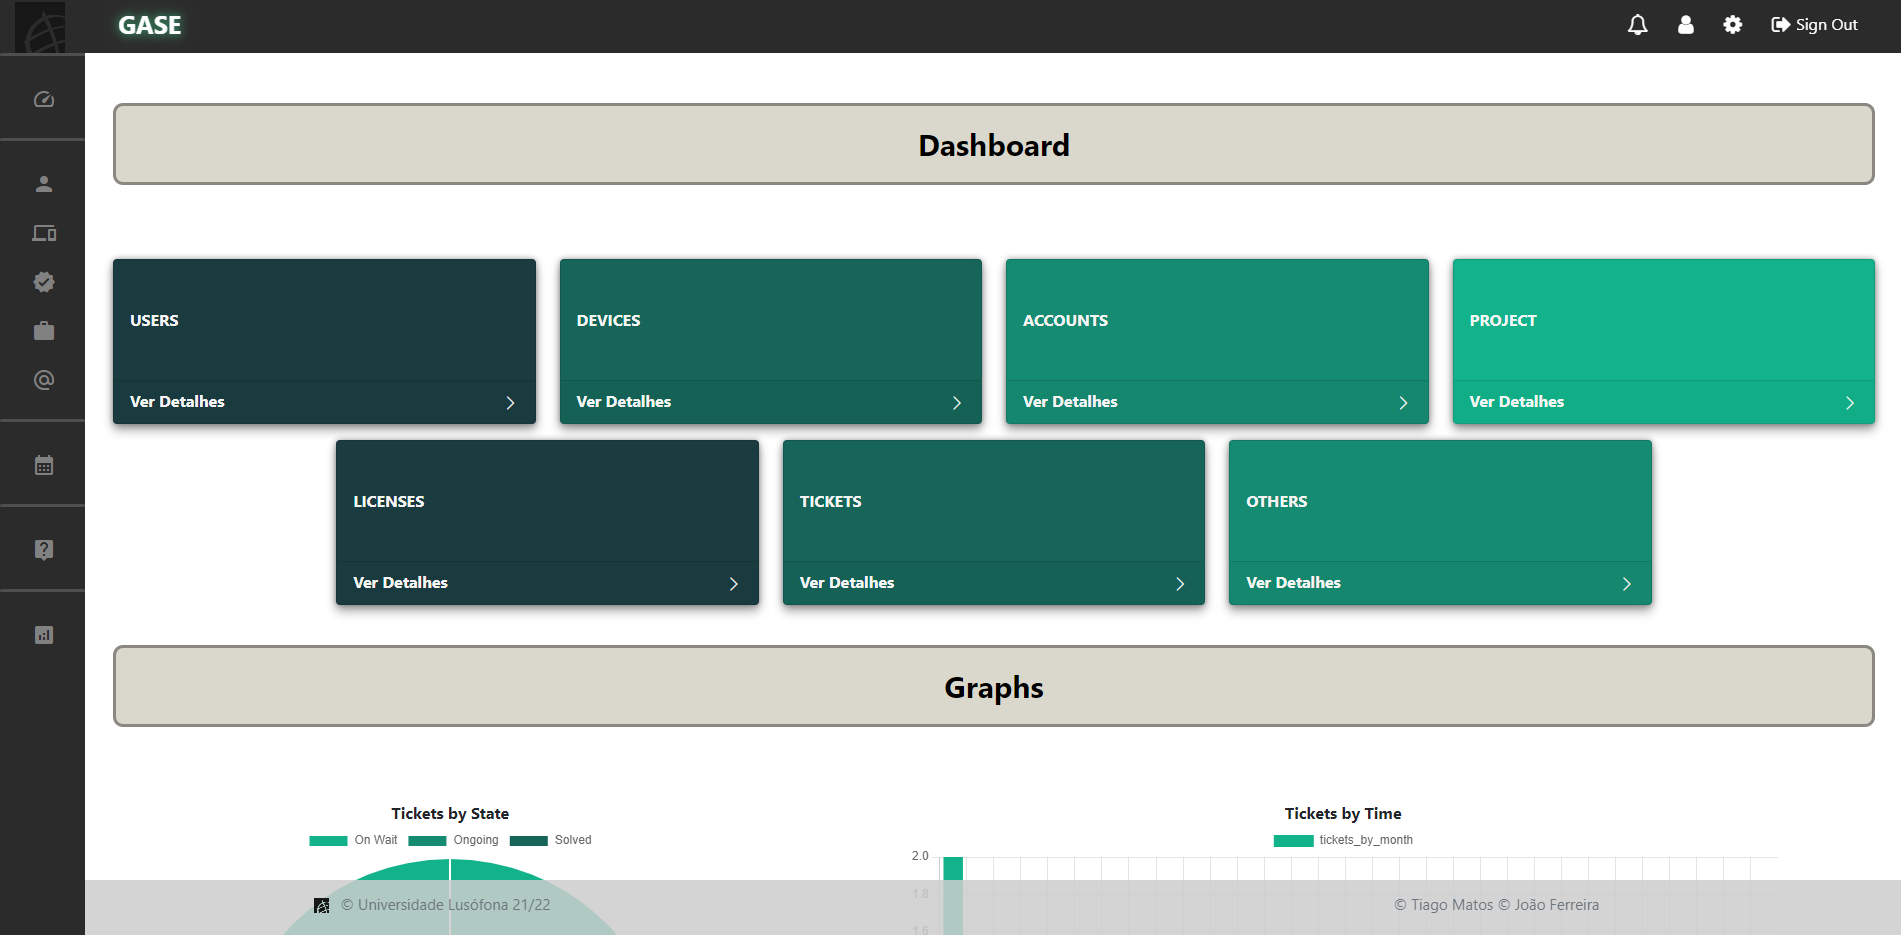 GASE
Sign Out
Dashboard
USERS
Ver Detalhes
DEVICES
Ver Detalhes
ACCOUNTS
Ver Detalhes
PROJECT
Ver Detalhes
LICENSES
Ver Detalhes
TICKETS
Ver Detalhes
OTHERS
Ver Detalhes
Graphs
Tickets by State
On Wait Ongoing Solved
Tickets by Time
tickets_by_month
2.0
1.8
1.6
© Universidade Lusófona 21/22
© Tiago Matos © João Ferreira